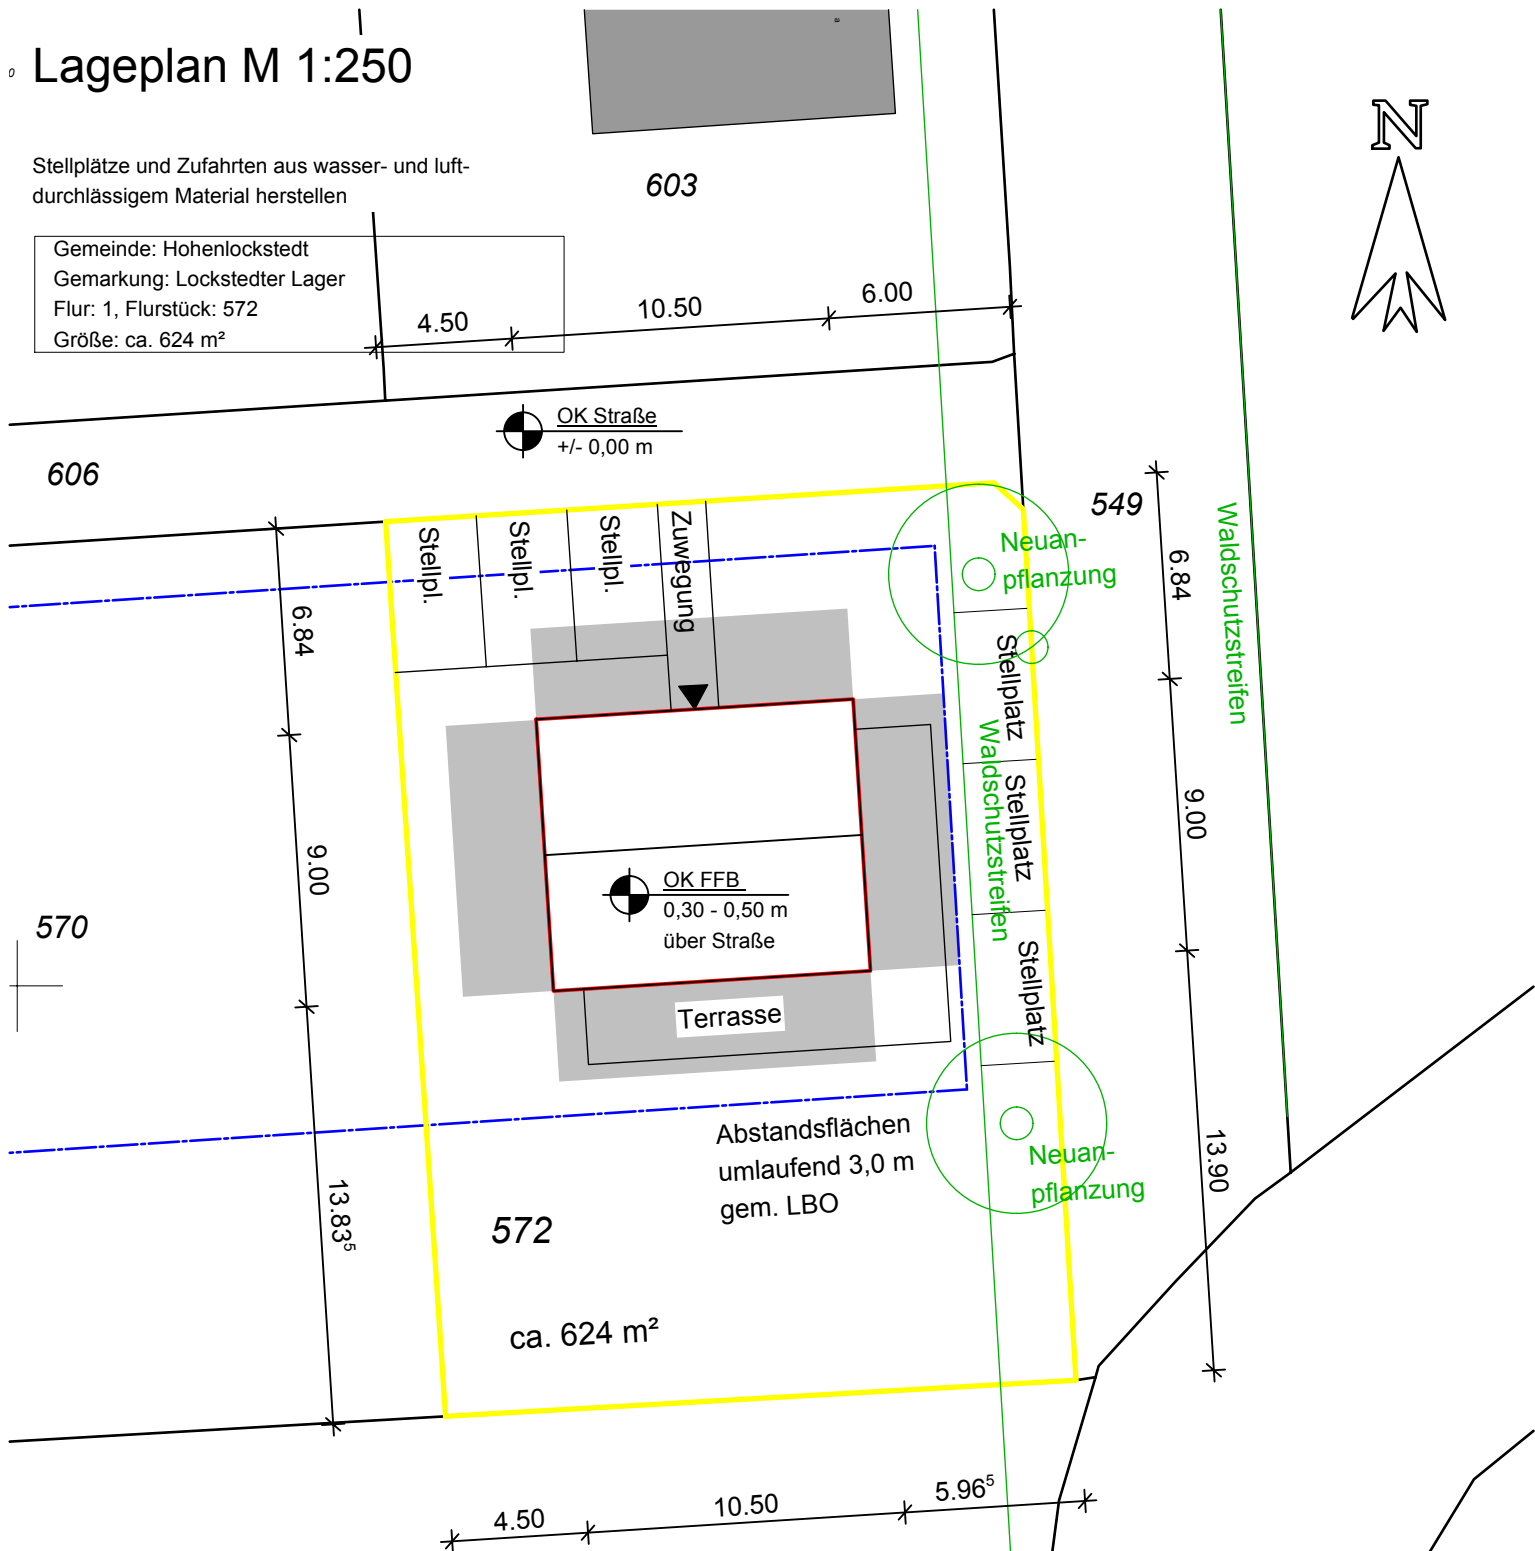 Lageplan M 1:250
N
Stellplätze und Zufahrten aus wasser- und luft-
durchlässigem Material herstellen
603
Gemeinde: Hohenlockstedt
Gemarkung: Lockstedter Lager
Flur: 1, Flurstück: 572
Größe: ca. 624 m²
4.50
10.50
6.00
OK Straße
+/- 0,00 m
606
549
Stellpl.
Stellpl.
Stellpl.
Zuwegung
Neuan-
pflanzung
6.84
6.84
Waldschutzstreifen
Stellplatz
Waldschutzstreifen
Stellplatz
9.00
9.00
OK FFB
0,30 - 0,50 m
über Straße
570
Stellplatz
Terrasse
Abstandsflächen
umlaufend 3,0 m
gem. LBO
Neuan-
pflanzung
13.90
13.83⁵
572
ca. 624 m²
4.50
10.50
5.96⁵